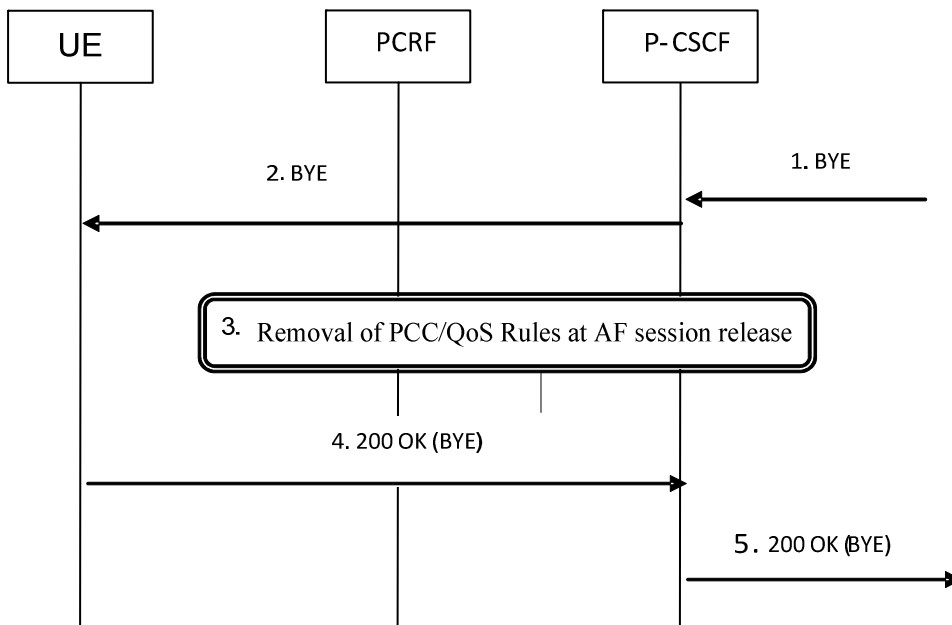 UE
PCRF
P-CSCF
1. BYE
2. BYE
3. Removal of PCC/QoS Rules at AF session release
4. 200 OK (BYE)
5. 200 OK (BYE)